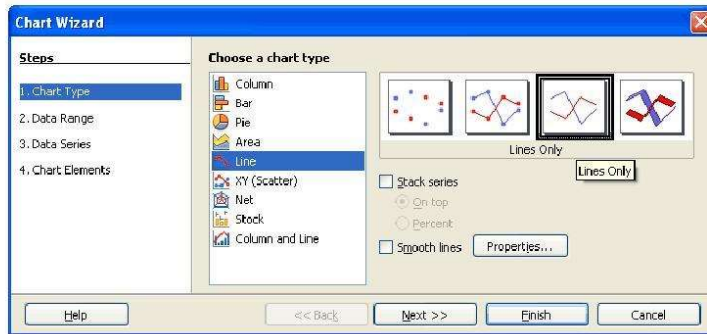 Chart Wizard
Steps
1. Chart Type
2. Data Range
3. Data Series
4. Chart Elements
Choose a chart type
Column
Bar
Pie
Area
Line
XY (Scatter)
Net
Stock
Column and Line
Lines Only
Lines Only
Stack series
On top
Percent
Smooth lines
Properties...
Help
<< Back
Next >>
Finish
Cancel